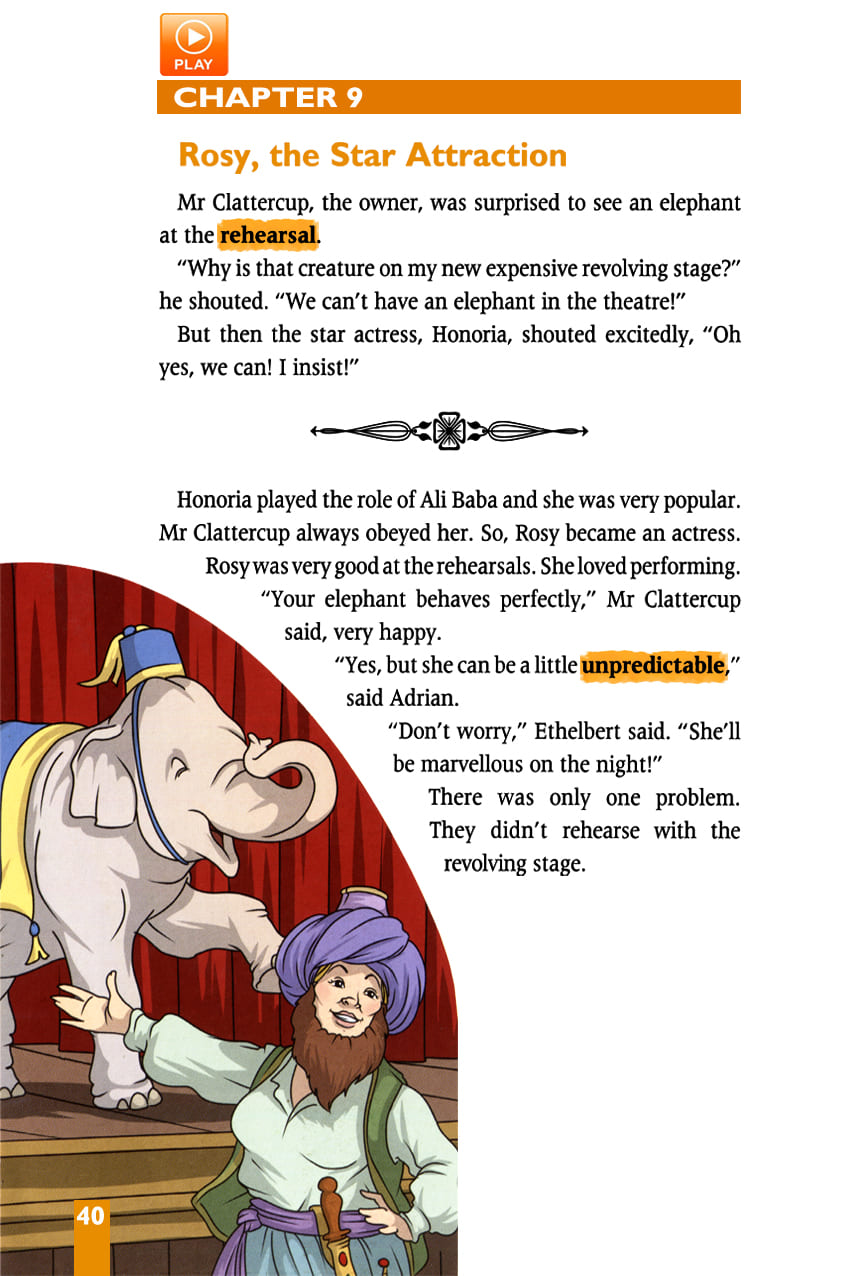 PLAY
CHAPTER 9
Rosy, the Star Attraction
Mr Clattercup, the owner, was surprised to see an elephant
at the rehearsal.
“Why is that creature on my new expensive revolving stage?”
he shouted. “We can’t have an elephant in the theatre!”
But then the star actress, Honoria, shouted excitedly, “Oh
yes, we can! I insist!”
Honoria played the role of Ali Baba and she was very popular.
Mr Clattercup always obeyed her. So, Rosy became an actress.
Rosy was very good at the rehearsals. She loved performing.
“Your elephant behaves perfectly,” Mr Clattercup
said, very happy.
“Yes, but she can be a little unpredictable,”
said Adrian.
“Don’t worry,” Ethelbert said. “She’ll
be marvellous on the night!”
There was only one problem.
They didn’t rehearse with the
revolving stage.
40